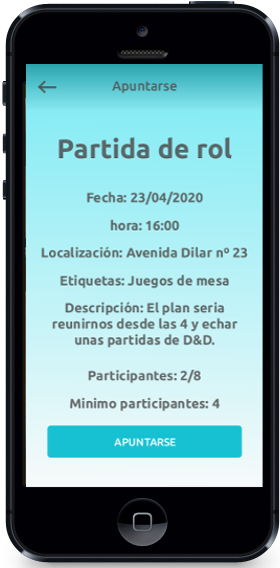 Apuntarse
Partida de rol
Fecha: 23/04/2020
hora: 16:00
Localización: Avenida Dilar nº 23
Etiquetas: Juegos de mesa
Descripción: El plan seria
reunirnos desde las 4 y echar
unas partidas de D&D.
Participantes: 2/8
Minimo participantes: 4
APUNTARSE